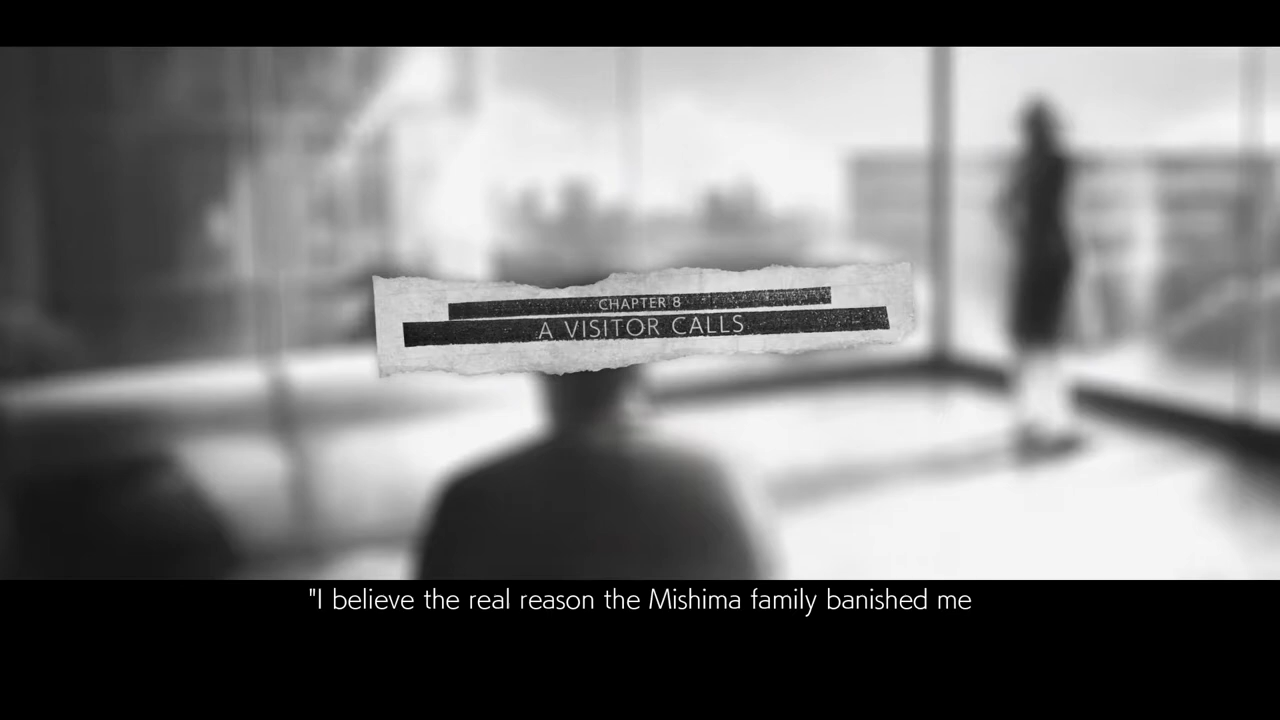 CHAPTER 8
A VISITOR CALLS
"I believe the real reason the Mishima family banished me